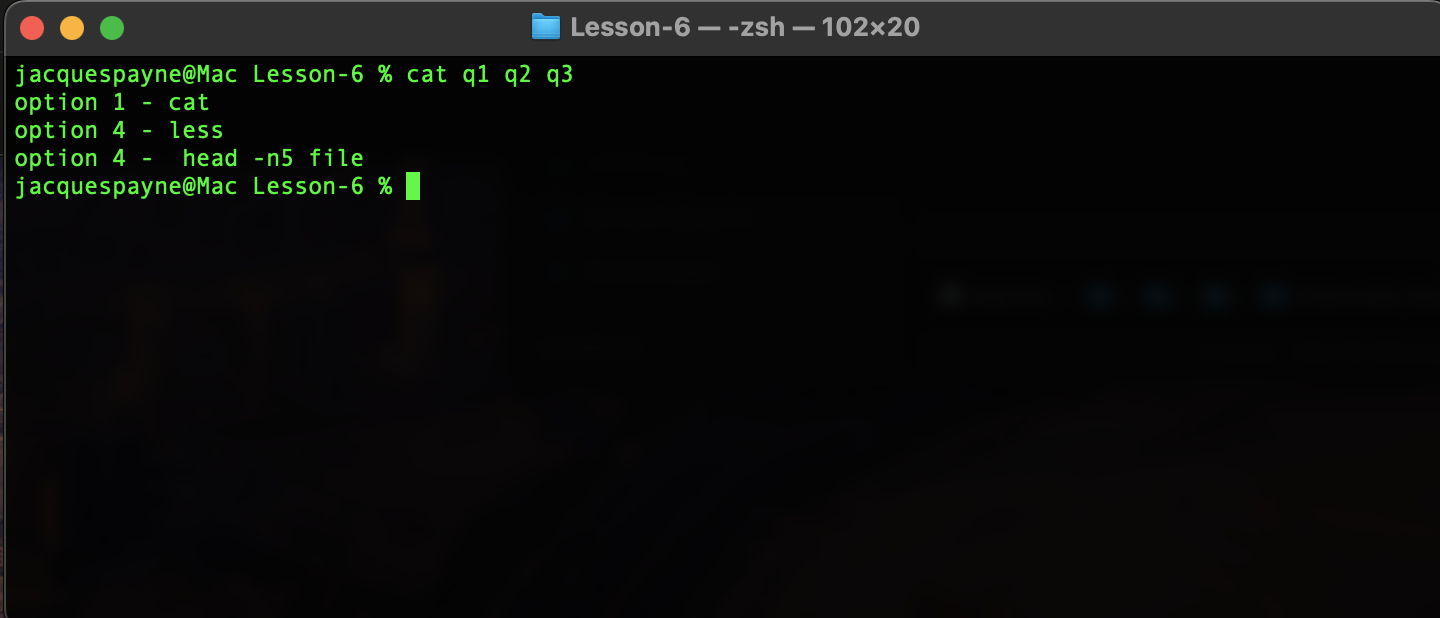 Lesson-6 — -zsh — 102×20
jacquespayne@Mac Lesson-6 % cat q1 q2 q3
option 1 - cat
option 4 - less
option 4 -  head -n5 file
jacquespayne@Mac Lesson-6 %